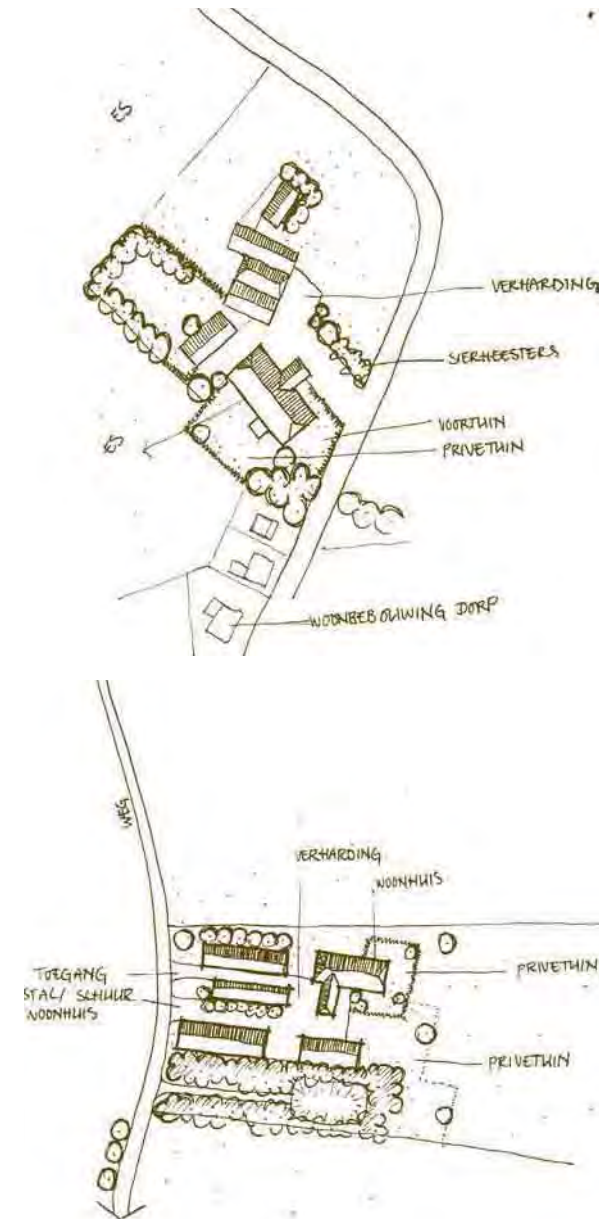 ES
VERHARDING
SIERHEESTERS
VOORTUIN
ES
PRIVETUIN
WOONBEBOUWING DORP
WEG
VERHARDING
WOONHUIS
TOEGANG
STAL/ SCHUUR
WOONHUIS
PRIVETUIN
PRIVETUIN